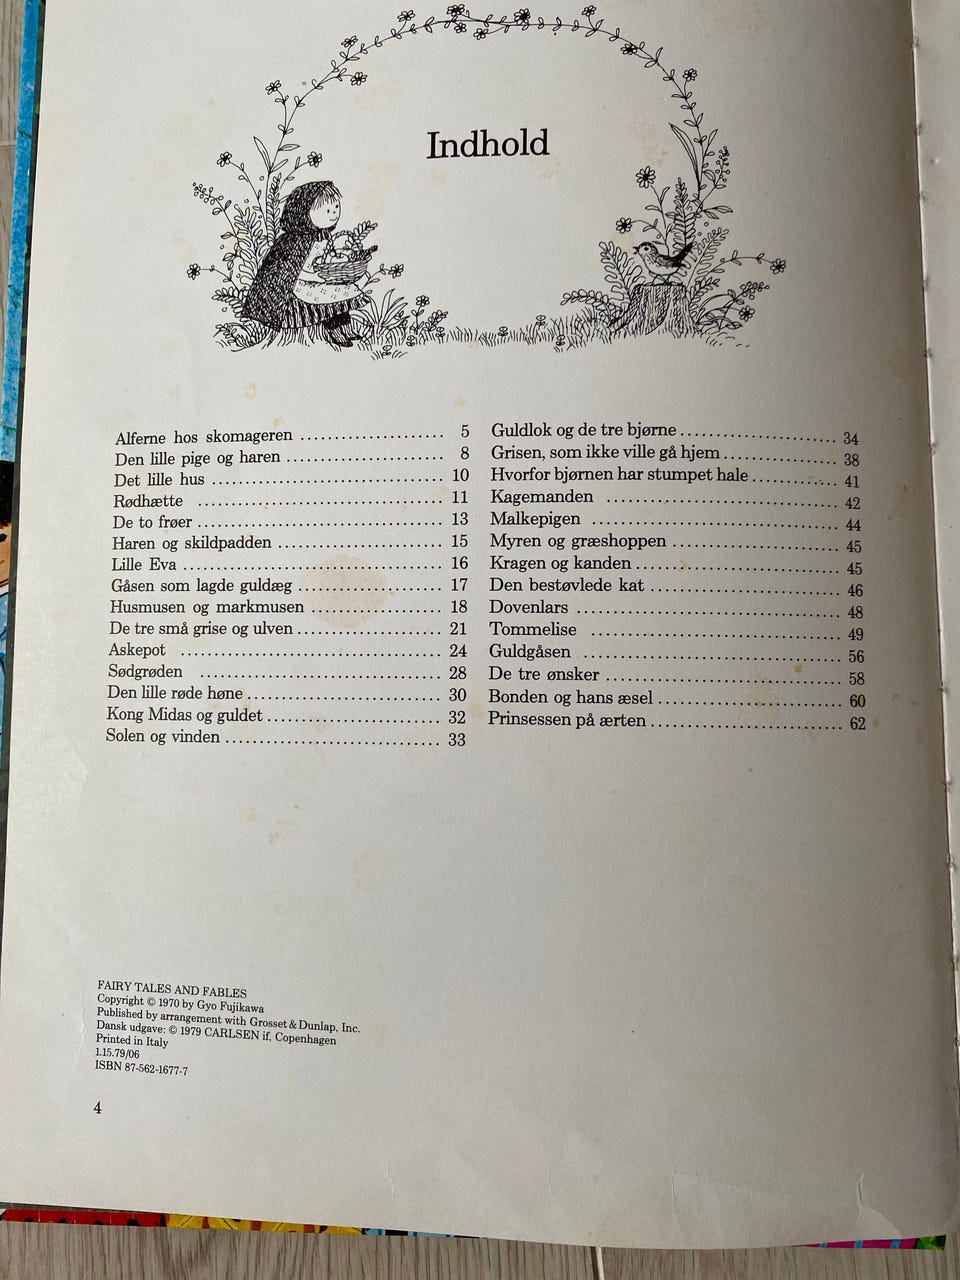 Indhold
Alferne hos skomageren ..................... 5
Den lille pige og haren ....................... 8
Det lille hus .................................. 10
Rødhætte .................................... 11
De to frøer .................................... 13
Haren og skildpadden ........................ 15
Lille Eva ...................................... 16
Gåsen som lagde guldæg ..................... 17
Husmusen og markmusen ................... 18
De tre små grise og ulven ..................... 21
Askepot ...................................... 24
Sødgrøden ................................... 28
Den lille røde høne ............................ 30
Kong Midas og guldet ......................... 32
Solen og vinden ................................ 33
Guldlok og de tre bjørne ....................... 34
Grisen, som ikke ville gå hjem ................. 38
Hvorfor bjørnen har stumpet hale ............. 41
Kagemanden ................................... 42
Malkepigen .................................... 44
Myren og græshoppen ........................ 45
Kragen og kanden .............................. 45
Den bestøvlede kat ............................ 46
Dovenlars ....................................... 48
Tommelise ..................................... 49
Guldgåsen ...................................... 56
De tre ønsker ................................... 58
Bonden og hans æsel ........................... 60
Prinsessen på ærten ............................ 62
FAIRY TALES AND FABLES
Copyright © 1970 by Gyo Fujikawa
Published by arrangement with Grosset & Dunlap, Inc.
Dansk udgave: © 1979 CARLSEN if, Copenhagen
Printed in Italy
1.15.79/06
ISBN 87-562-1677-7
4